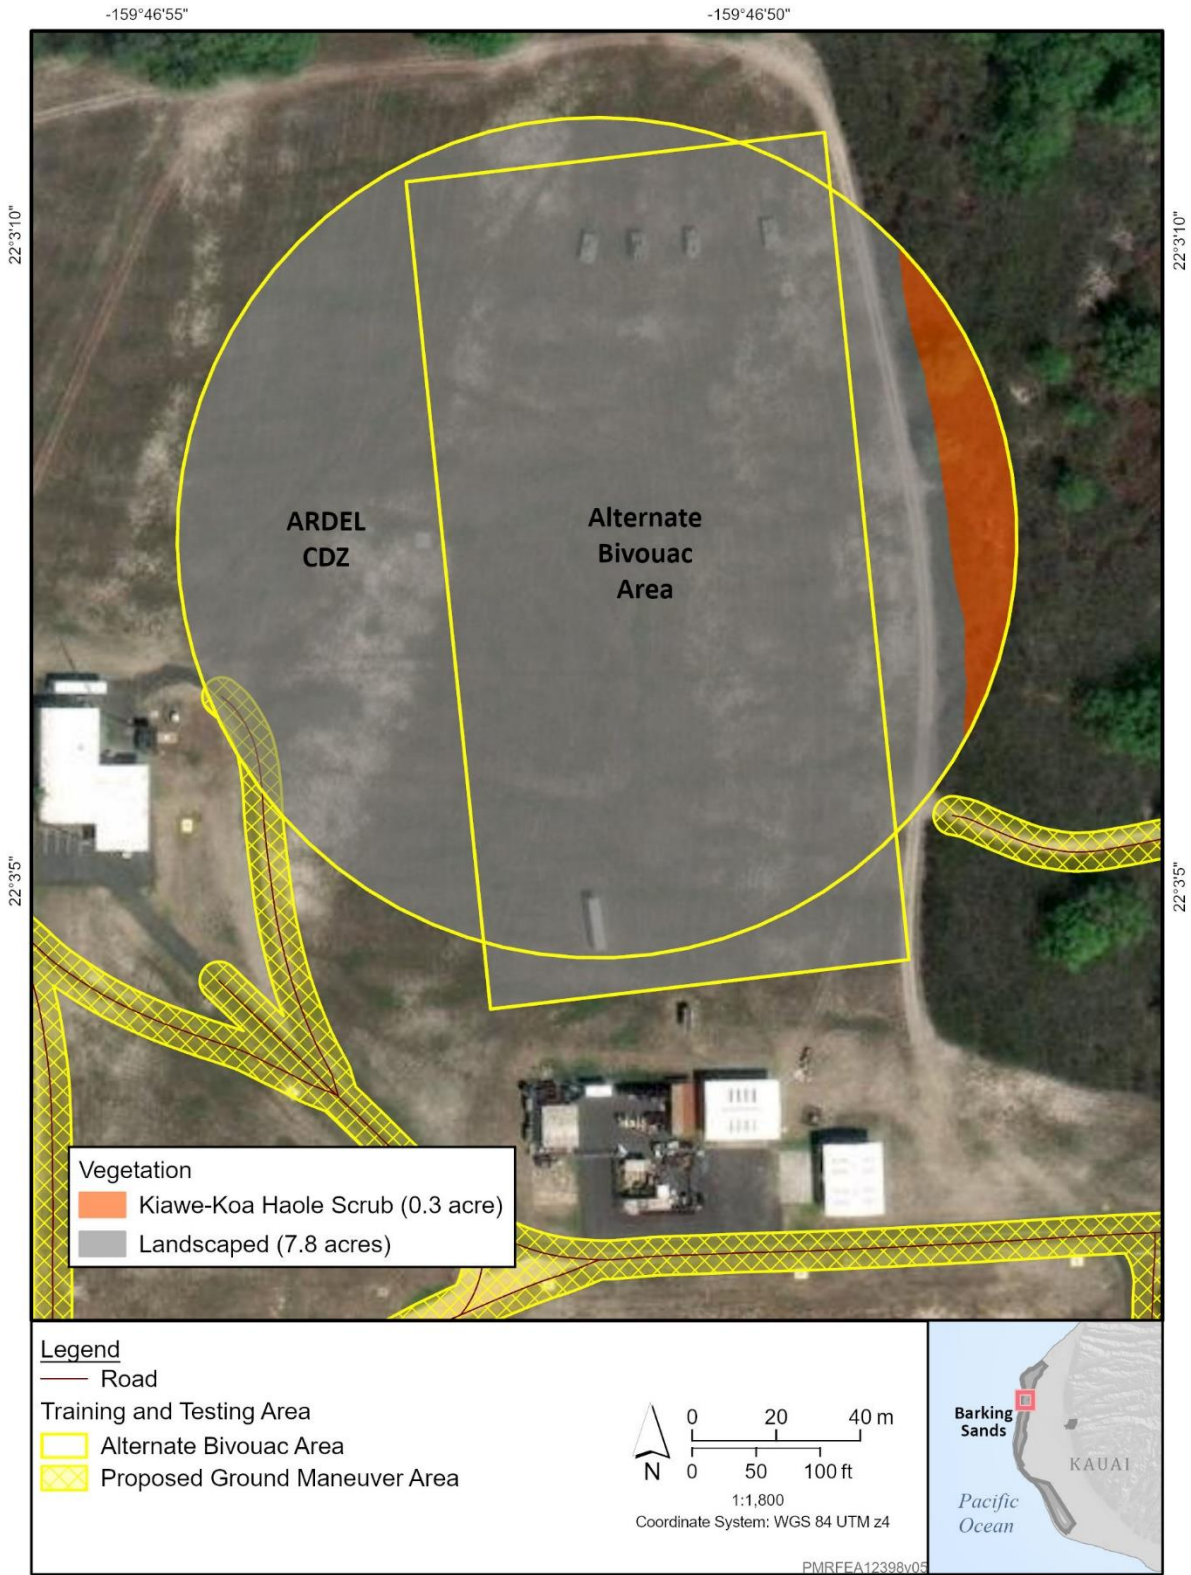 -159°46'55"
-159°46'50"
22°3'10"
22°3'10"
ARDEL
CDZ
Alternate
Bivouac
Area
22°3'5"
22°3'5"
Vegetation
Kiawe-Koa Haole Scrub (0.3 acre)
Landscaped (7.8 acres)
Legend
Road
Training and Testing Area
Alternate Bivouac Area
Proposed Ground Maneuver Area
N
0 20 40 m
0 50 100 ft
1:1,800
Coordinate System: WGS 84 UTM z4
PMRFEA12398v05
Barking
Sands
KAUAI
Pacific
Ocean